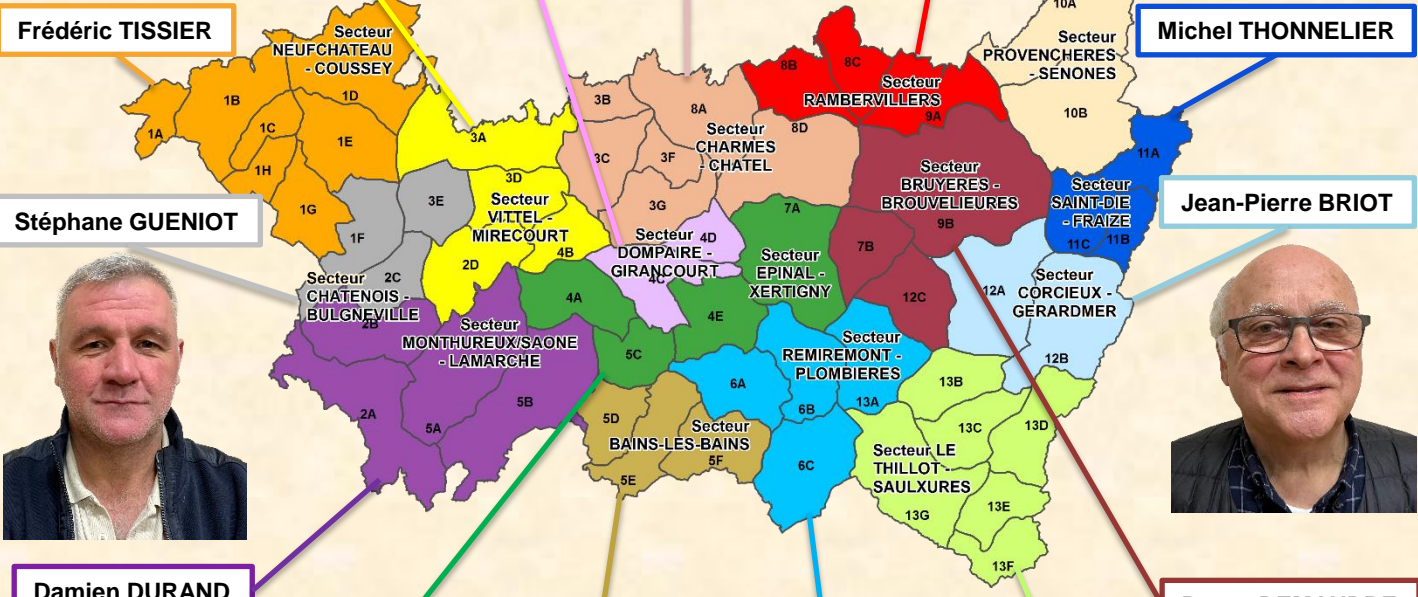 Frédéric TISSIER
Michel THONNELIER
Stéphane GUENIOT
Jean-Pierre BRIOT
Damien DURAND
Secteur
NEUFCHATEAU
- COUSSEY
1A
1B
1C
1D
1E
1H
1G
Secteur
CHATENOIS -
BULGNEVILLE
1F
3E
2C
Secteur
VITTEL -
MIRECOURT
3A
3D
4B
2D
Secteur
CHARMES
- CHATEL
3B
3C
3F
3G
8A
8D
Secteur
RAMBERVILLERS
8B
8C
9A
Secteur
PROVENCHERES
- SENONES
10A
10B
Secteur
SAINT-DIE
- FRAIZE
11A
11B
11C
Secteur
BRUYERES -
BROUVELIEURES
9B
7B
12C
Secteur
CORCIEUX -
GERARDMER
12A
12B
Secteur
DOMPAIRE -
GIRANCOURT
4D
4C
Secteur
EPINAL -
XERTIGNY
7A
4A
4E
5C
Secteur
MONTHUREUX/SAONE
- LAMARCHE
2B
2A
5A
5B
Secteur
BAINS-LES-BAINS
5D
5E
5F
Secteur
REMIREMONT -
PLOMBIERES
6A
6B
6C
13A
Secteur LE
THILLOT -
SAULXURES
13B
13C
13D
13E
13F
13G